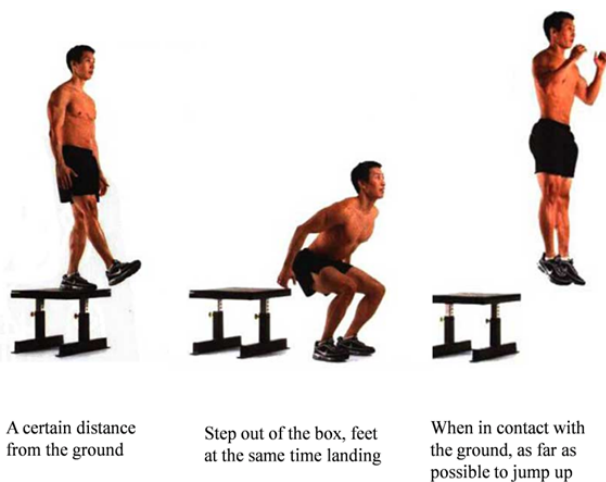 A certain distance
from the ground
Step out of the box, feet
at the same time landing
When in contact with
the ground, as far as
possible to jump up